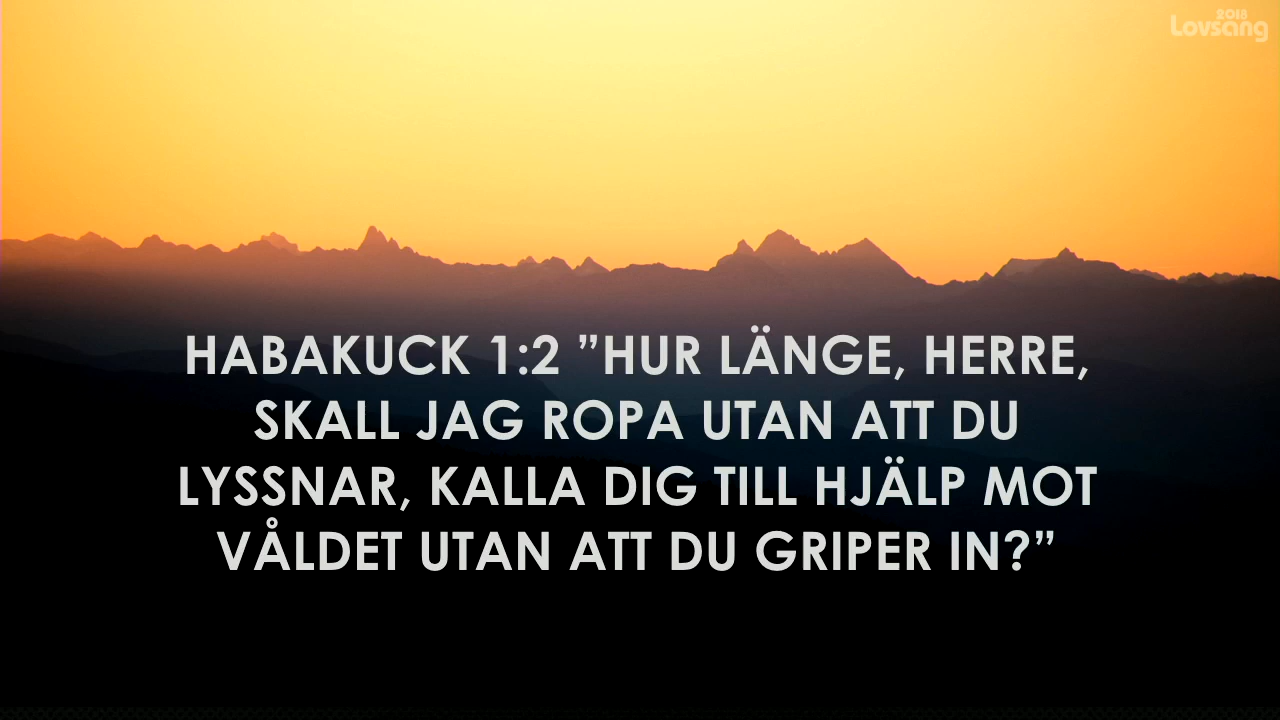 2018
Lovsång
HABAKUCK 1:2 ”HUR LÄNGE, HERRE,
SKALL JAG ROPA UTAN ATT DU
LYSSNAR, KALLA DIG TILL HJÄLP MOT
VÅLDET UTAN ATT DU GRIPER IN?”